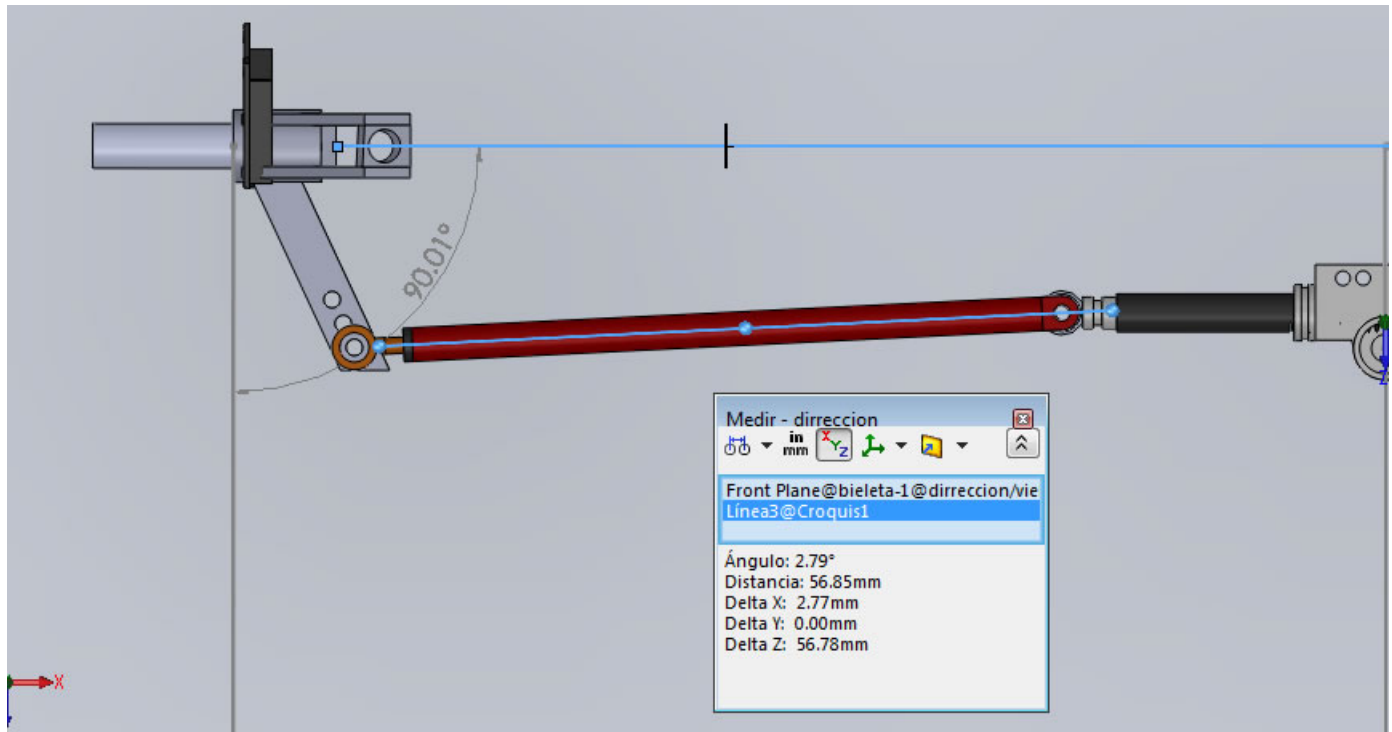 90.01°
Medir - dirreccion
in
mm
X
Y
Z
Front Plane@bieleta-1@dirreccion/vie
Línea3@Croquis1
Ángulo: 2.79°
Distancia: 56.85mm
Delta X: 2.77mm
Delta Y: 0.00mm
Delta Z: 56.78mm
Z
X